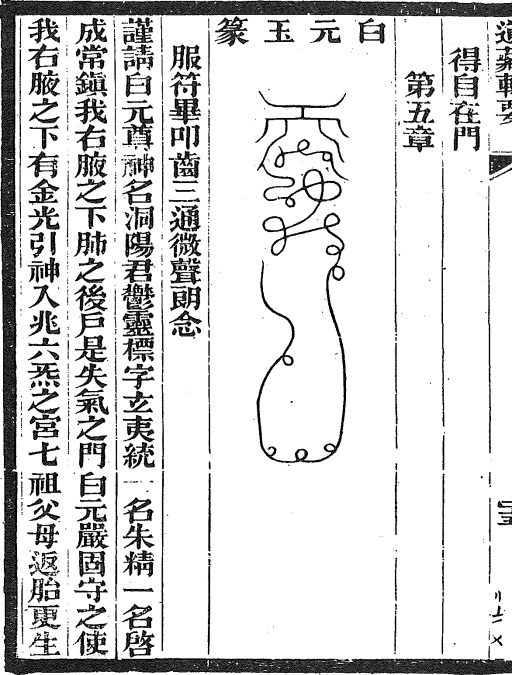 道藏輯要
得自在門
第五章
白元玉篆
服符畢叩齒三通微聲朗念
謹請白元尊神名洞陽君鬱靈標字玄夷統一名朱精一名啓
成常鎭我右腋之下肺之後戶是失氣之門白元嚴固守之使
我右腋之下有金光引神入兆六炁之宮七祖父母返胎更生